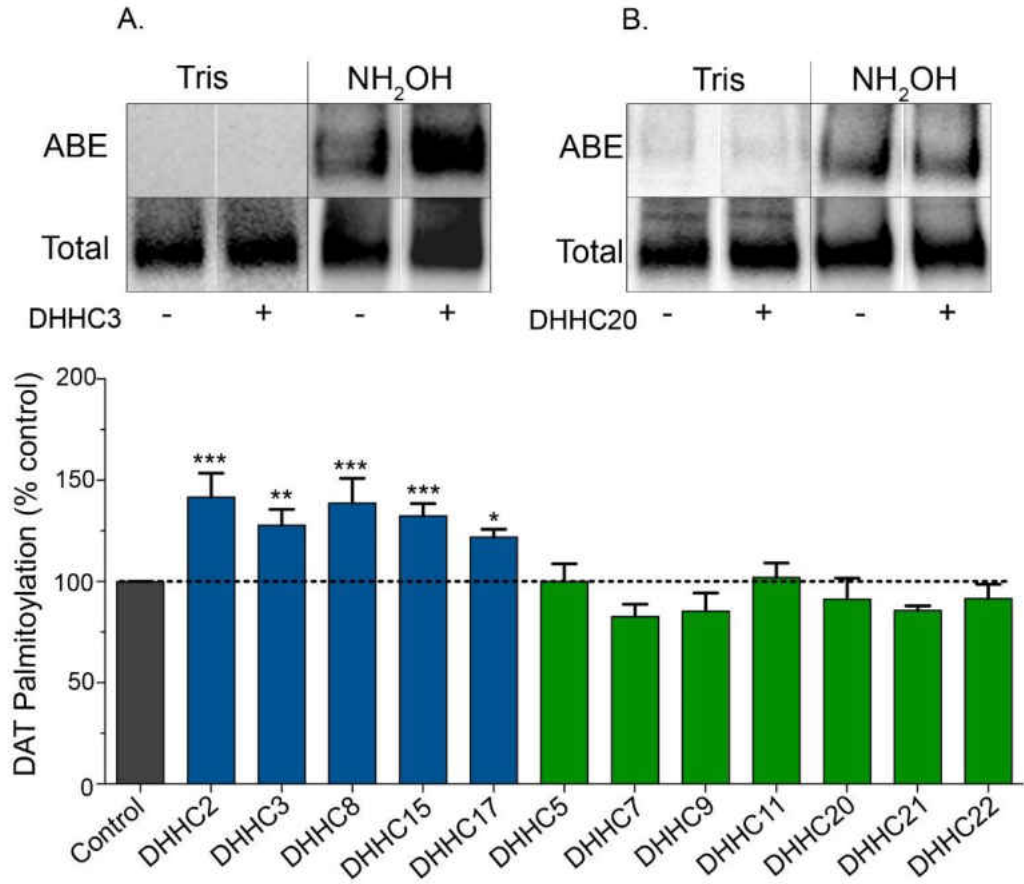 A.
B.
Tris NH₂OH
Tris NH₂OH
ABE
ABE
Total
Total
DHHC3 - + - +
DHHC20 - + - +
DAT Palmitoylation (% control)
200
150
100
50
0
***
**
***
***
*
Control
DHHC2
DHHC3
DHHC8
DHHC15
DHHC17
DHHC5
DHHC7
DHHC9
DHHC11
DHHC20
DHHC21
DHHC22